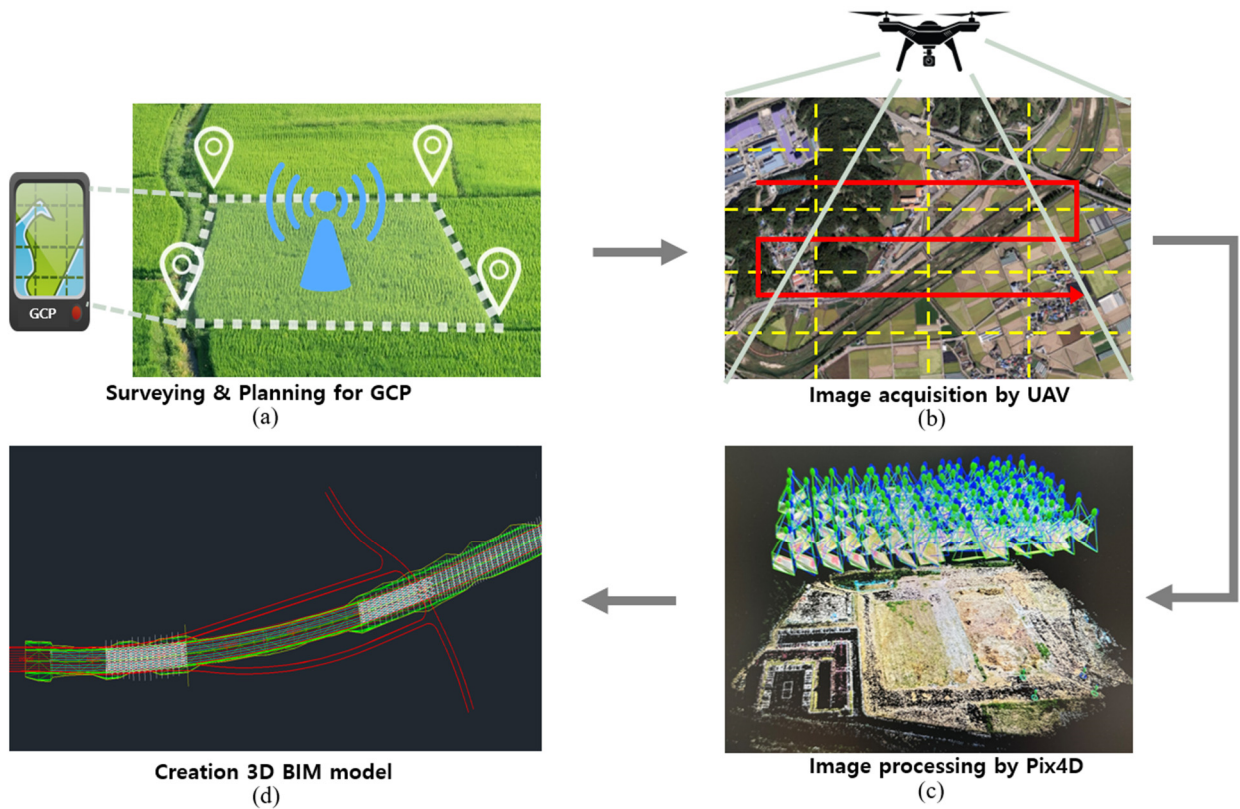 GCP
Surveying & Planning for GCP
(a)
Image acquisition by UAV
(b)
Creation 3D BIM model
(d)
Image processing by Pix4D
(c)